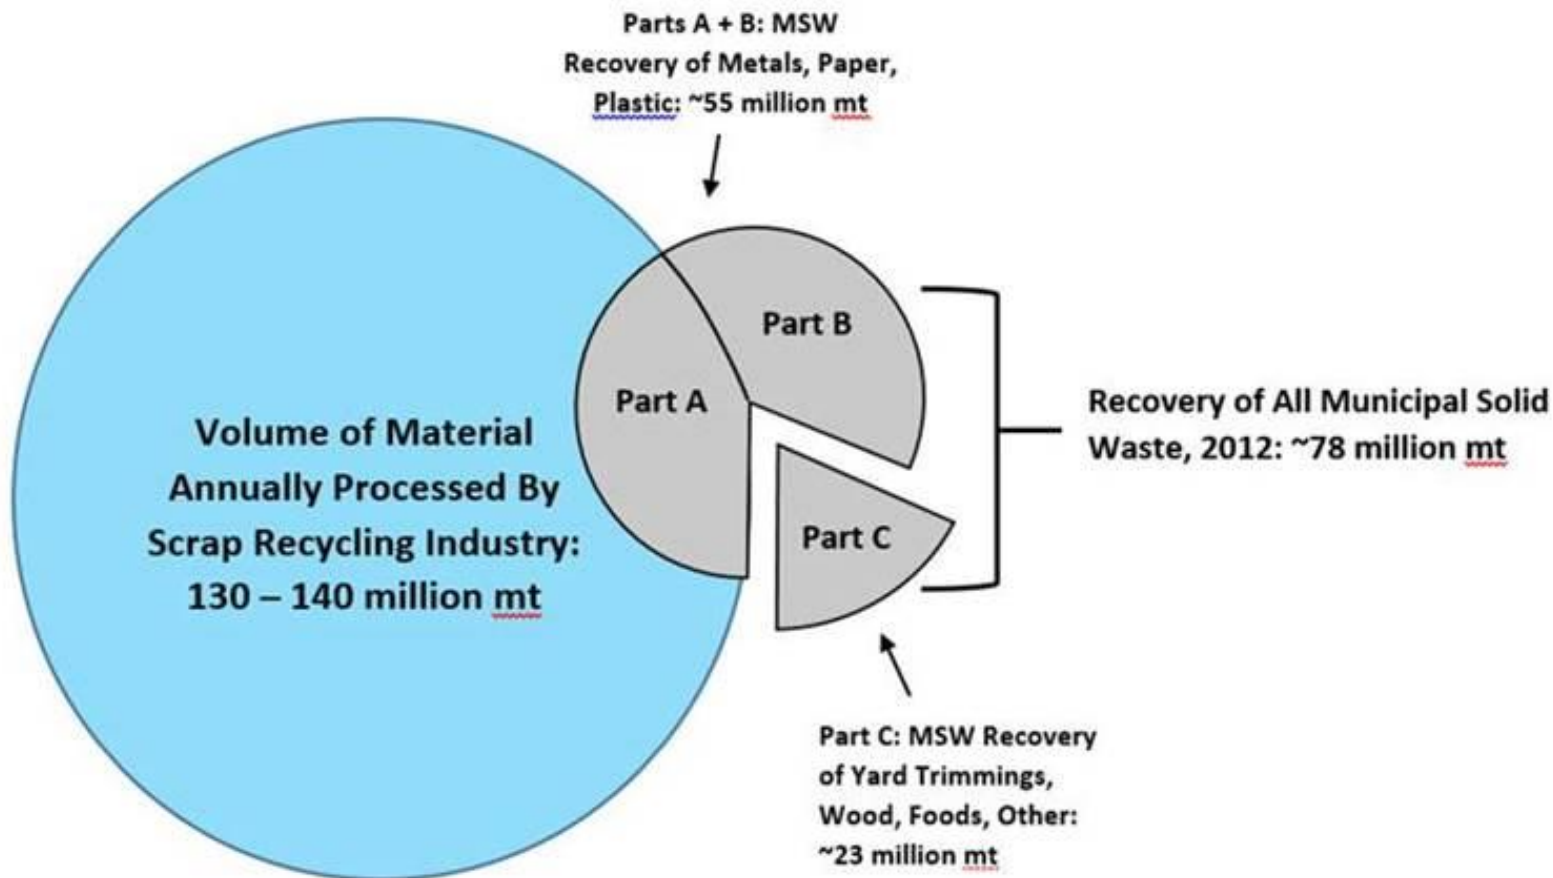 Parts A + B: MSW
Recovery of Metals, Paper,
Plastic: ~55 million mt
Part B
Part A
Volume of Material
Annually Processed By
Scrap Recycling Industry:
130 – 140 million mt
Recovery of All Municipal Solid
Waste, 2012: ~78 million mt
Part C
Part C: MSW Recovery
of Yard Trimmings,
Wood, Foods, Other:
~23 million mt